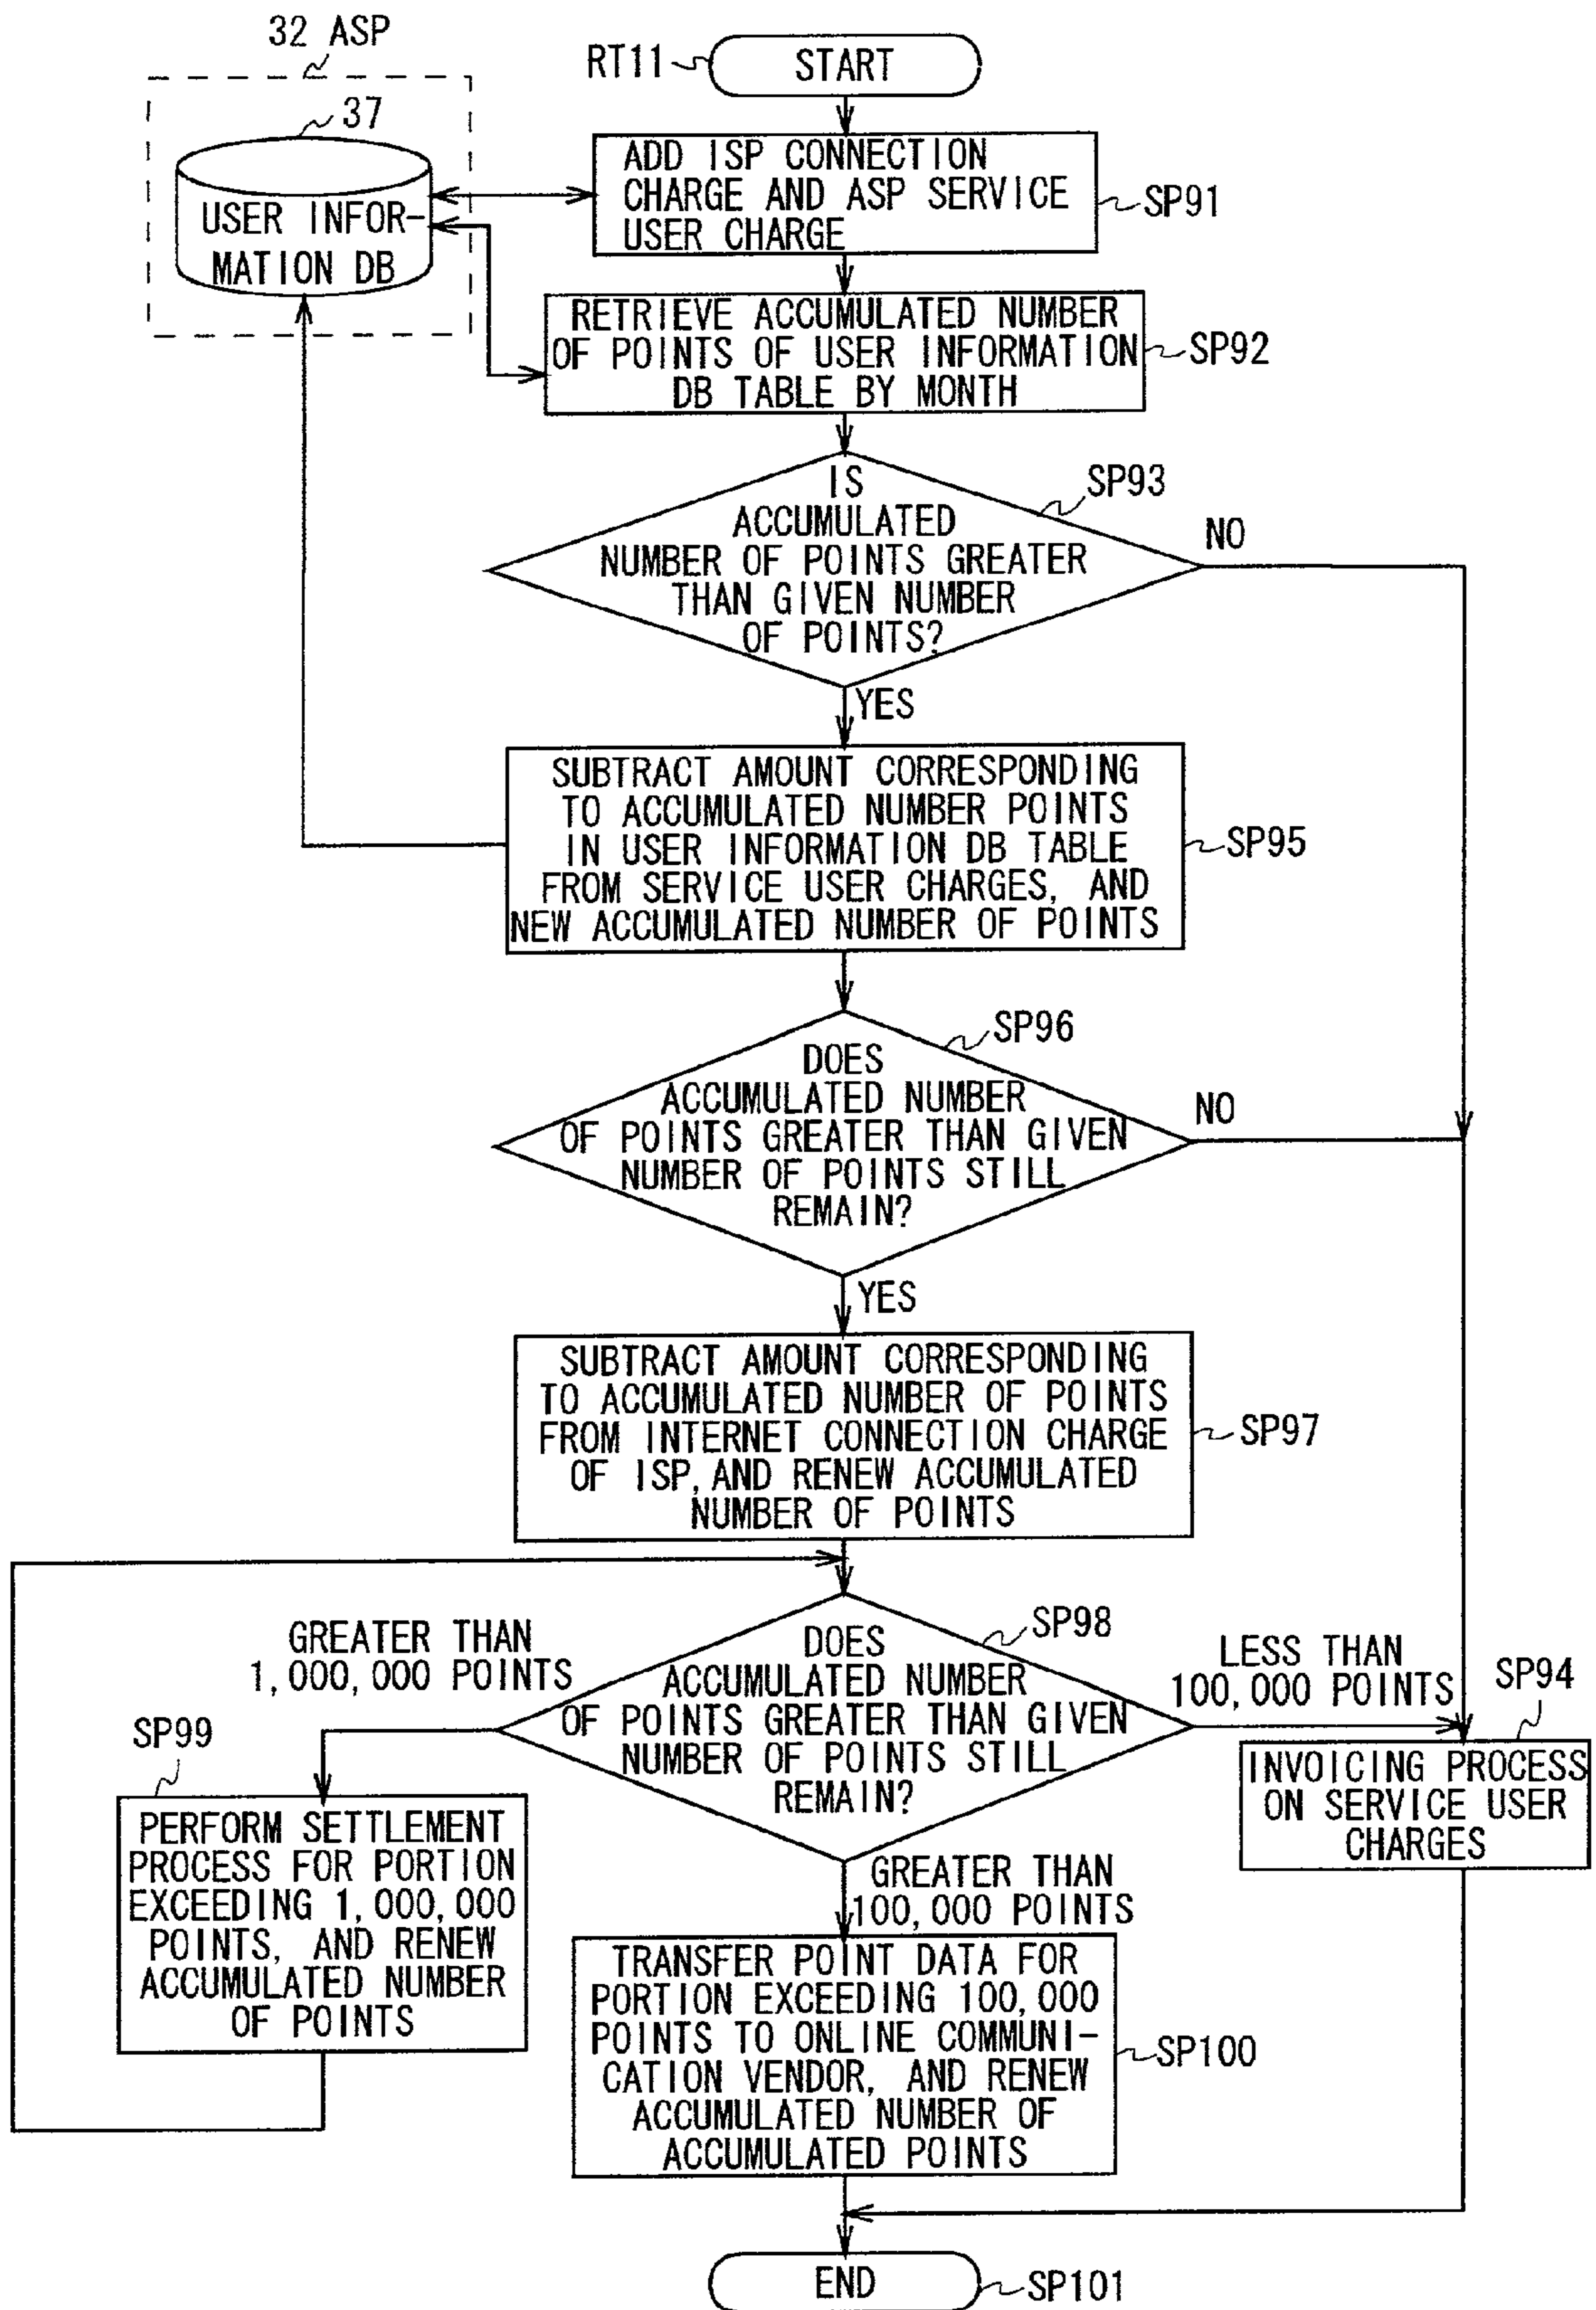 32 ASP
37
USER INFOR-
MATION DB
RT11
START
ADD ISP CONNECTION
CHARGE AND ASP SERVICE
USER CHARGE
SP91
RETRIEVE ACCUMULATED NUMBER
OF POINTS OF USER INFORMATION
DB TABLE BY MONTH
SP92
IS
ACCUMULATED
NUMBER OF POINTS GREATER
THAN GIVEN NUMBER
OF POINTS?
SP93
NO
YES
SUBTRACT AMOUNT CORRESPONDING
TO ACCUMULATED NUMBER POINTS
IN USER INFORMATION DB TABLE
FROM SERVICE USER CHARGES, AND
NEW ACCUMULATED NUMBER OF POINTS
SP95
DOES
ACCUMULATED NUMBER
OF POINTS GREATER THAN GIVEN
NUMBER OF POINTS STILL
REMAIN?
SP96
NO
YES
SUBTRACT AMOUNT CORRESPONDING
TO ACCUMULATED NUMBER OF POINTS
FROM INTERNET CONNECTION CHARGE
OF ISP, AND RENEW ACCUMULATED
NUMBER OF POINTS
SP97
DOES
ACCUMULATED NUMBER
OF POINTS GREATER THAN GIVEN
NUMBER OF POINTS STILL
REMAIN?
SP98
GREATER THAN
1,000,000 POINTS
LESS THAN
100,000 POINTS
SP94
INVOICING PROCESS
ON SERVICE USER
CHARGES
SP99
PERFORM SETTLEMENT
PROCESS FOR PORTION
EXCEEDING 1,000,000
POINTS, AND RENEW
ACCUMULATED NUMBER
OF POINTS
GREATER THAN
100,000 POINTS
TRANSFER POINT DATA FOR
PORTION EXCEEDING 100,000
POINTS TO ONLINE COMMUNI-
CATION VENDOR, AND RENEW
ACCUMULATED NUMBER OF
ACCUMULATED POINTS
SP100
END
SP101